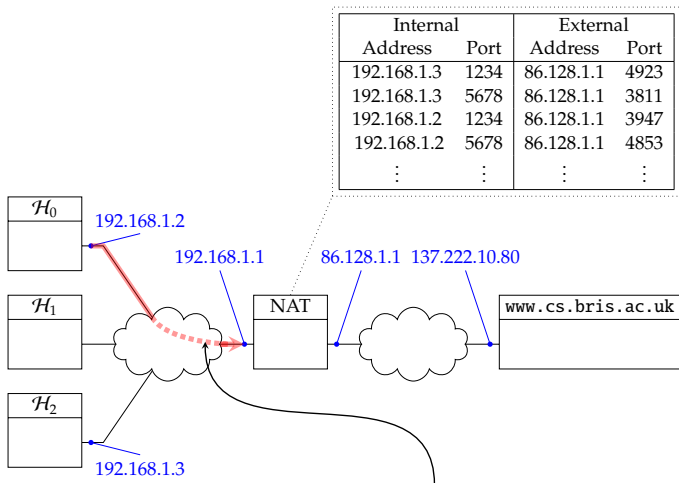 Internal External
Address Port Address Port
192.168.1.3 1234 86.128.1.1 4923
192.168.1.3 5678 86.128.1.1 3811
192.168.1.2 1234 86.128.1.1 3947
192.168.1.2 5678 86.128.1.1 4853
⋮ ⋮ ⋮ ⋮
H₀
192.168.1.2
192.168.1.1 86.128.1.1 137.222.10.80
H₁ NAT www.cs.bris.ac.uk
H₂
192.168.1.3